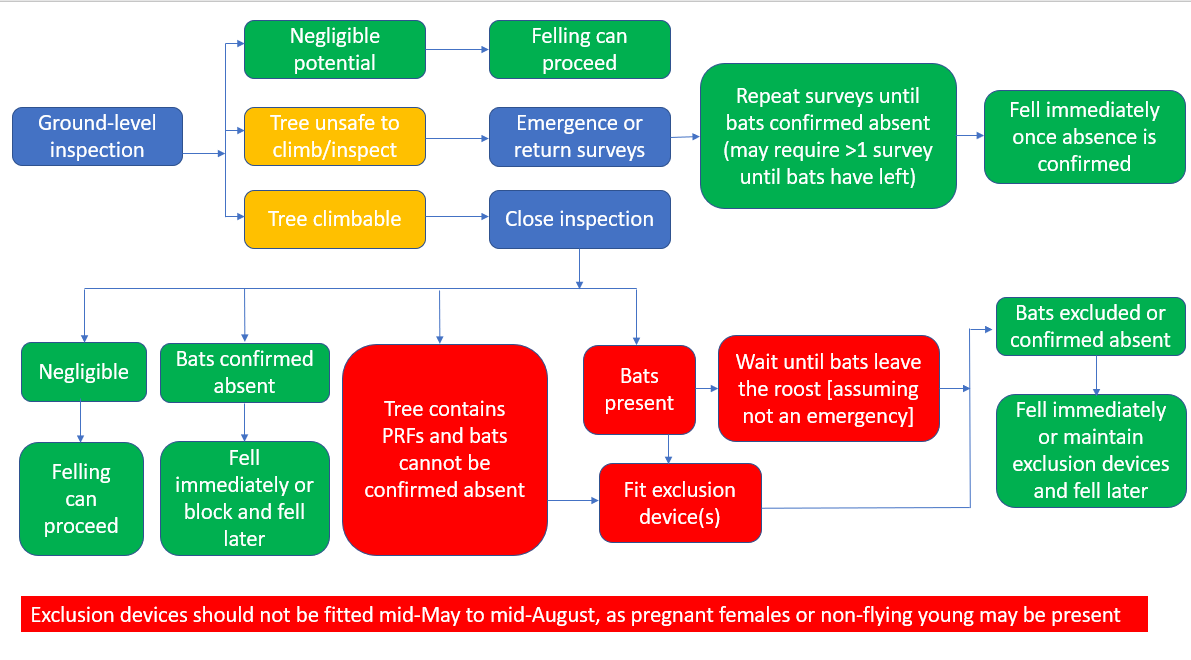 Negligible
potential
Felling can
proceed
Ground-level
inspection
Tree unsafe to
climb/inspect
Emergence or
return surveys
Repeat surveys until
bats confirmed absent
(may require >1 survey
until bats have left)
Fell immediately
once absence is
confirmed
Tree climbable
Close inspection
Negligible
Bats confirmed
absent
Tree contains
PRFs and bats
cannot be
confirmed absent
Bats
present
Wait until bats leave
the roost [assuming
not an emergency]
Bats excluded or
confirmed absent
Felling
can
proceed
Fell
immediately or
block and fell
later
Fit exclusion
device(s)
Fell immediately
or maintain
exclusion devices
and fell later
Exclusion devices should not be fitted mid-May to mid-August, as pregnant females or non-flying young may be present